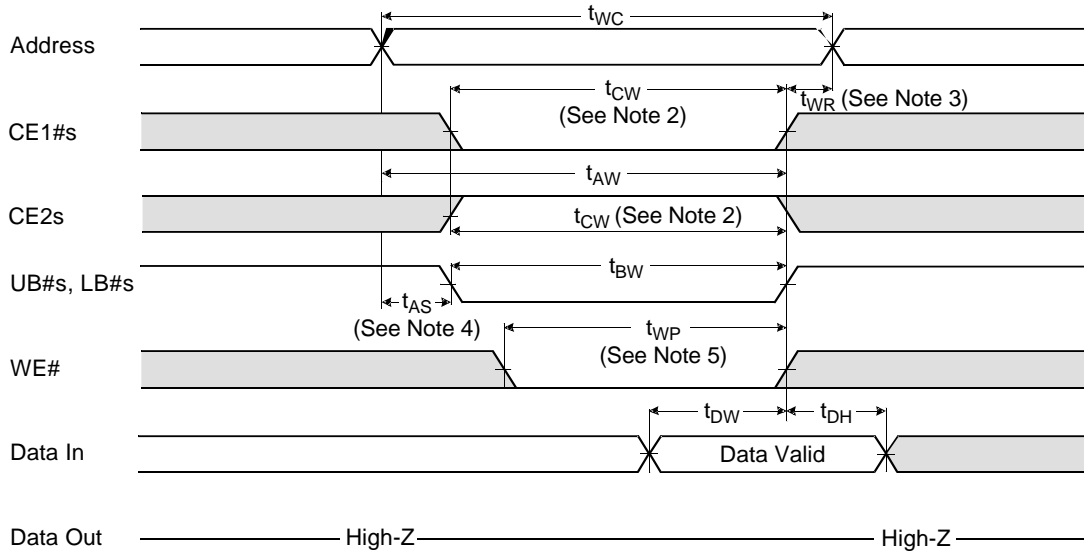 tWC
Address
tCW
(See Note 2)
tWR (See Note 3)
CE1#s
tAW
CE2s
tCW (See Note 2)
tBW
UB#s, LB#s
tAS
(See Note 4)
tWP
(See Note 5)
WE#
tDW
tDH
Data In
Data Valid
Data Out
High-Z
High-Z